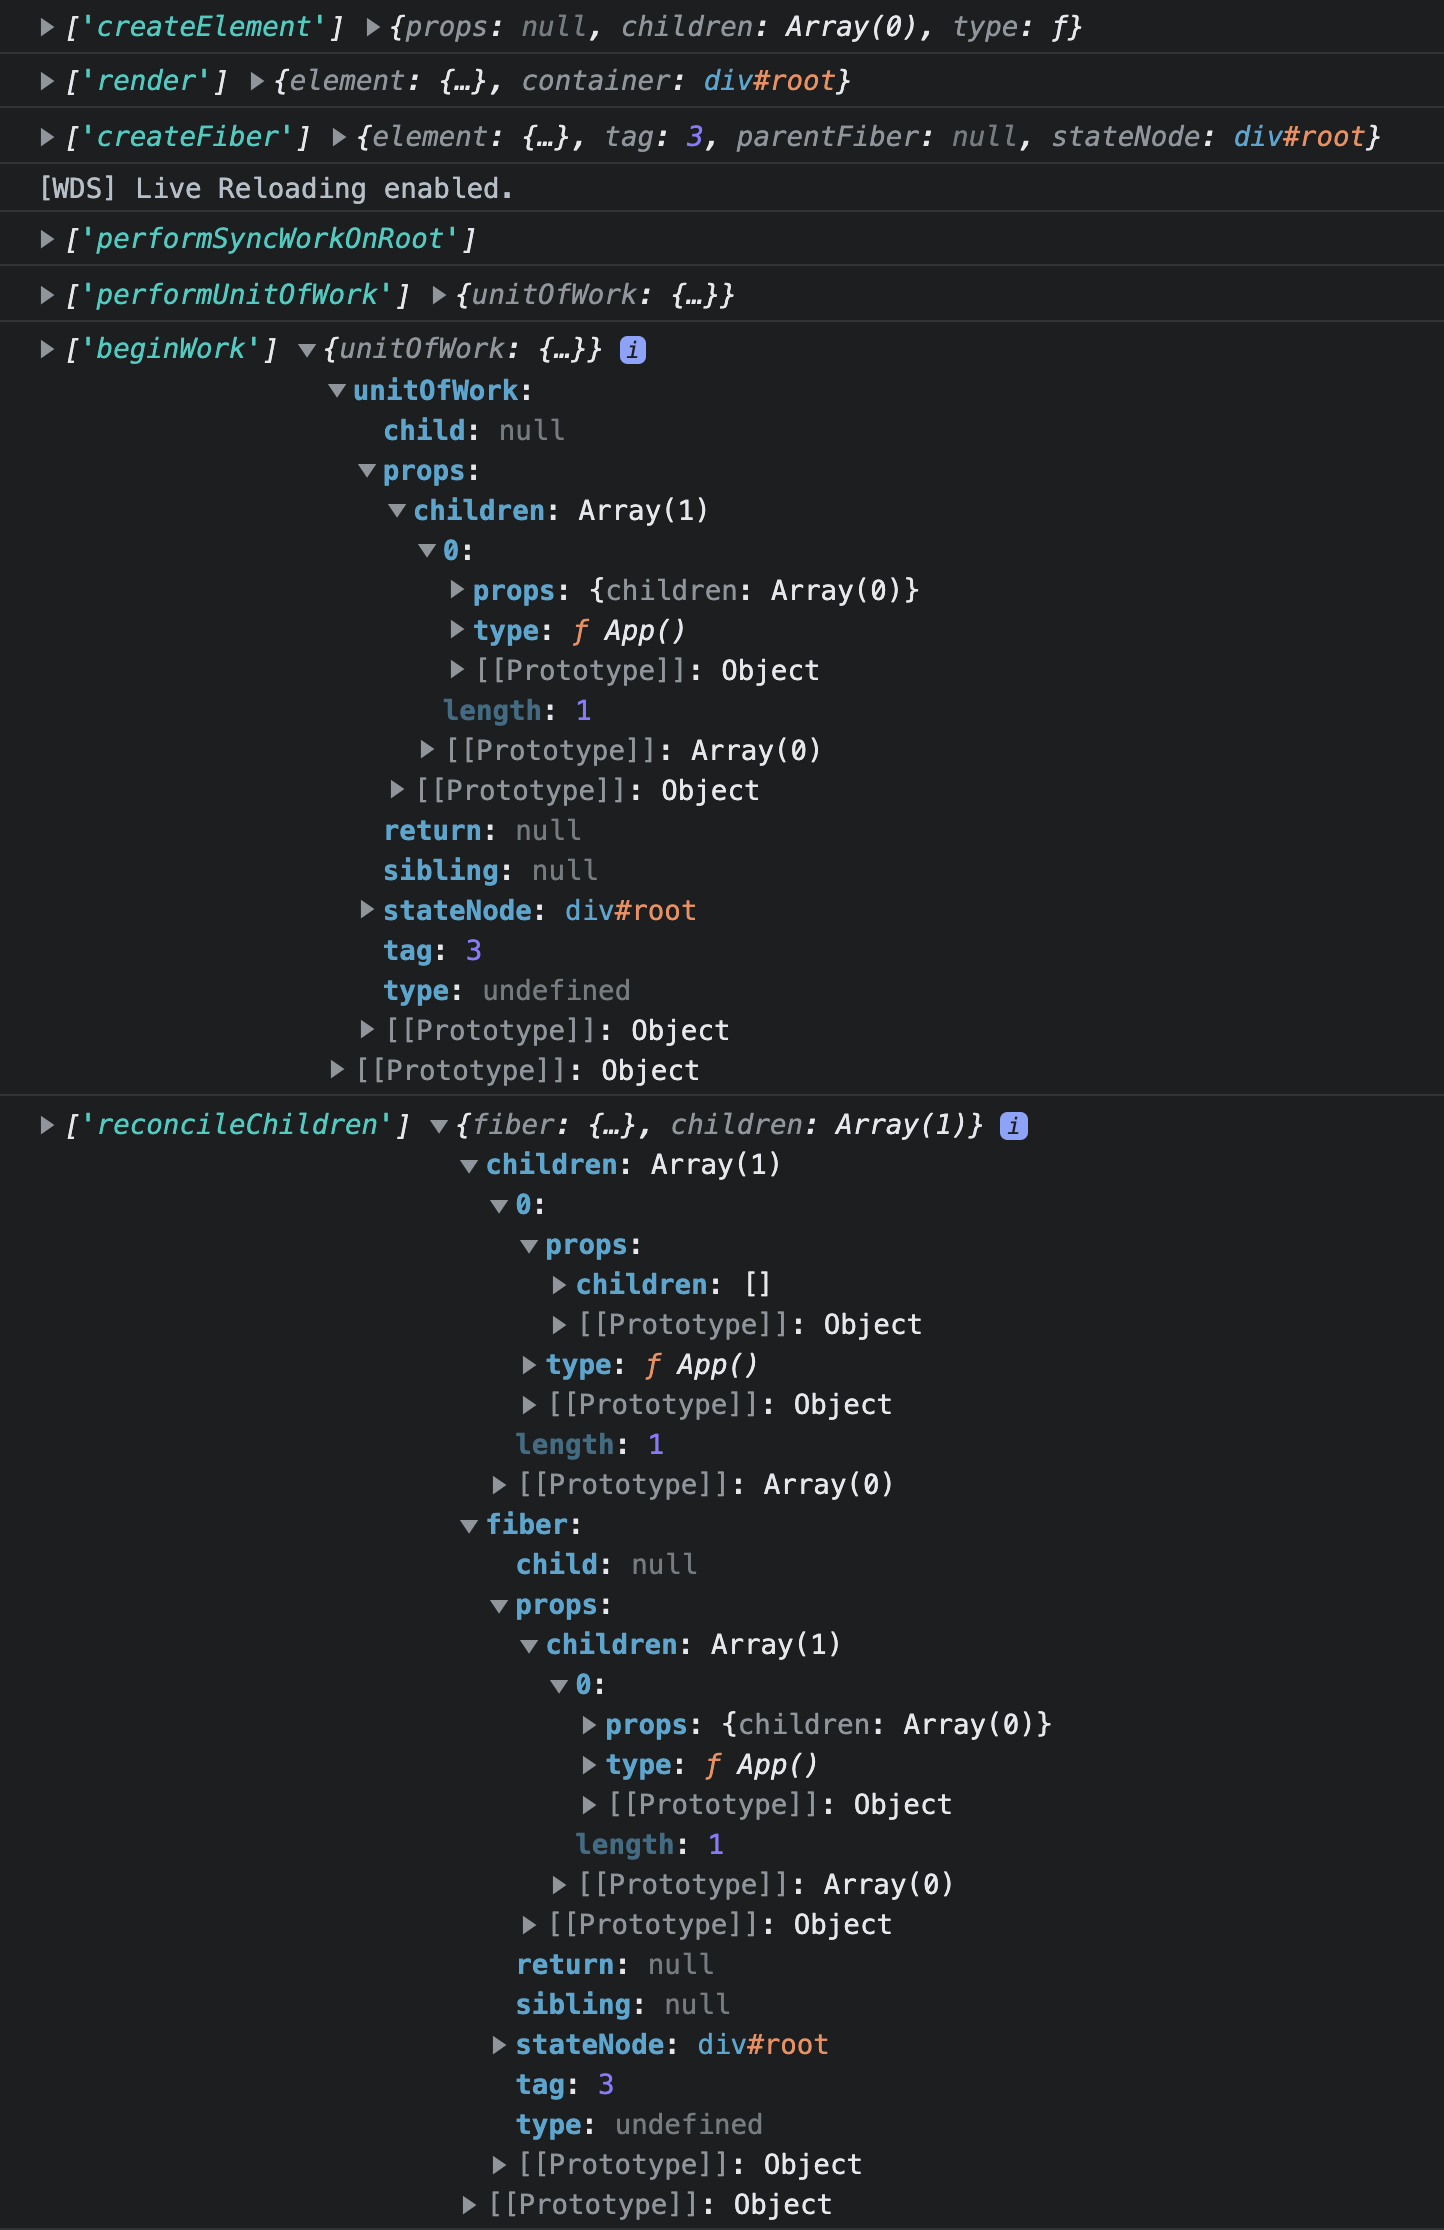 ['createElement'] {props: null, children: Array(0), type: ƒ}
['render'] {element: {…}, container: div#root}
['createFiber'] {element: {…}, tag: 3, parentFiber: null, stateNode: div#root}
[WDS] Live Reloading enabled.
['performSyncWorkOnRoot']
['performUnitOfWork'] {unitOfWork: {…}}
['beginWork'] {unitOfWork: {…}} i
unitOfWork:
child: null
props:
children: Array(1)
0:
props: {children: Array(0)}
type: ƒ App()
[[Prototype]]: Object
length: 1
[[Prototype]]: Array(0)
[[Prototype]]: Object
return: null
sibling: null
stateNode: div#root
tag: 3
type: undefined
[[Prototype]]: Object
[[Prototype]]: Object
['reconcileChildren'] {fiber: {…}, children: Array(1)} i
children: Array(1)
0:
props:
children: []
[[Prototype]]: Object
type: ƒ App()
[[Prototype]]: Object
length: 1
[[Prototype]]: Array(0)
fiber:
child: null
props:
children: Array(1)
0:
props: {children: Array(0)}
type: ƒ App()
[[Prototype]]: Object
length: 1
[[Prototype]]: Array(0)
[[Prototype]]: Object
return: null
sibling: null
stateNode: div#root
tag: 3
type: undefined
[[Prototype]]: Object
[[Prototype]]: Object